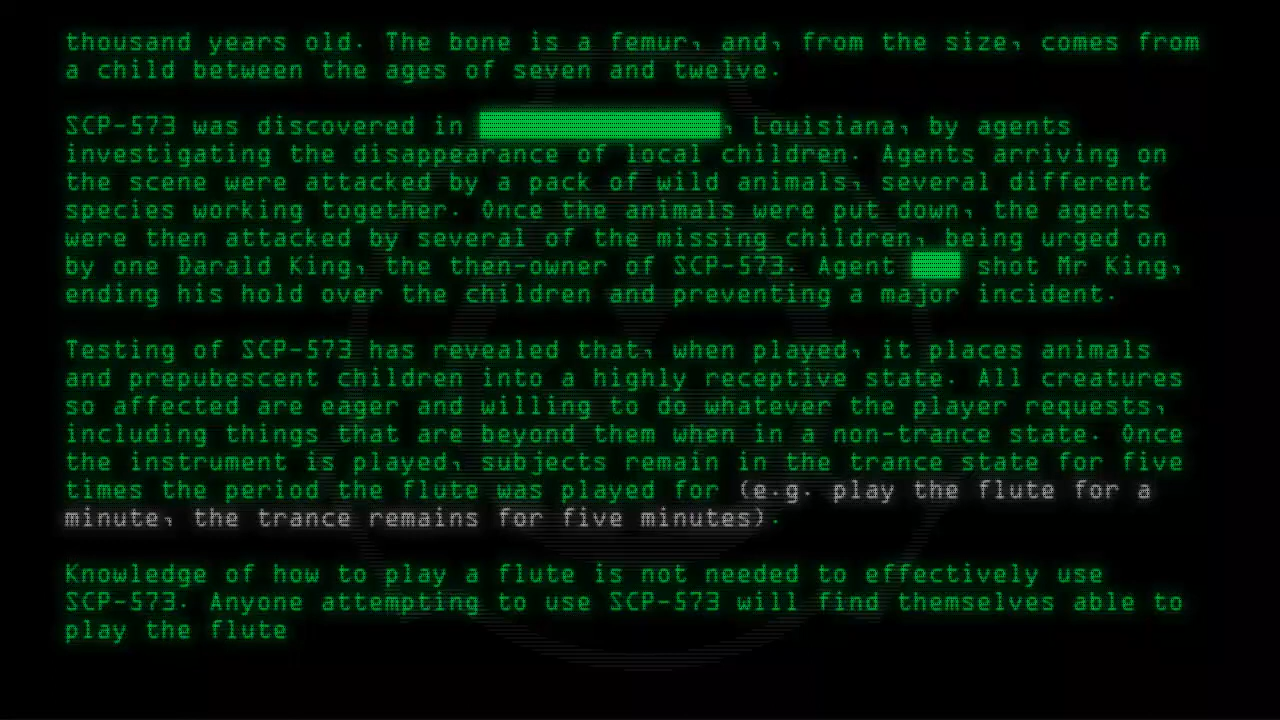 thousand years old. The bone is a femur, and, from the size, comes from
a child between the ages of seven and twelve.
SCP-573 was discovered in , Louisiana, by agents
investigating the disappearance of local children. Agents arriving on
the scene were attacked by a pack of wild animals, several different
species working together. Once the animals were put down, the agents
were then attacked by several of the missing children, being urged on
by one Darald King, the then-owner of SCP-573. Agent shot Mr King,
ending his hold over the children and preventing a major incident.
Testing of SCP-573 has revealed that, when played, it places animals
and prepubescent children into a highly receptive state. All creatures
so affected are eager and willing to do whatever the player requests,
including things that are beyond them when in a non-trance state. Once
the instrument is played, subjects remain in the trance state for five
times the period the flute was played for (e.g. play the flute for a
minute, the trance remains for five minutes).
Knowledge of how to play a flute is not needed to effectively use
SCP-573. Anyone attempting to use SCP-573 will find themselves able to
play the flute